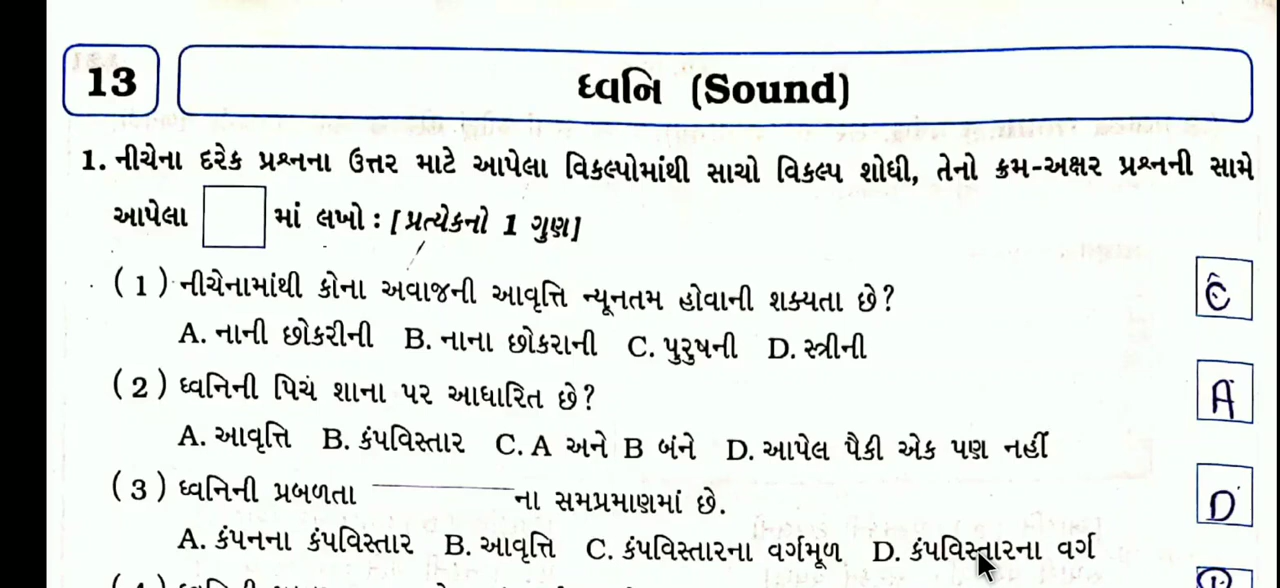 13 ધ્વનિ (Sound)
1. નીચેના દરેક પ્રશ્નના ઉત્તર માટે આપેલા વિકલ્પોમાંથી સાચો વિકલ્પ શોધી, તેનો ક્રમ-અક્ષર પ્રશ્નની સામે
આપેલા માં લખો : [પ્રત્યેકનો 1 ગુણ]
(1) નીચેનામાંથી કોના અવાજની આવૃત્તિ ન્યૂનતમ હોવાની શક્યતા છે? C
A. નાની છોકરીની B. નાના છોકરાની C. પુરુષની D. સ્ત્રીની
(2) ધ્વનિની પિચ શાના પર આધારિત છે? A
A. આવૃત્તિ B. કંપવિસ્તાર C. A અને B બંને D. આપેલ પૈકી એક પણ નહીં
(3) ધ્વનિની પ્રબળતા ના સમપ્રમાણમાં છે. D
A. કંપનના કંપવિસ્તાર B. આવૃત્તિ C. કંપવિસ્તારના વર્ગમૂળ D. કંપવિસ્તારના વર્ગ